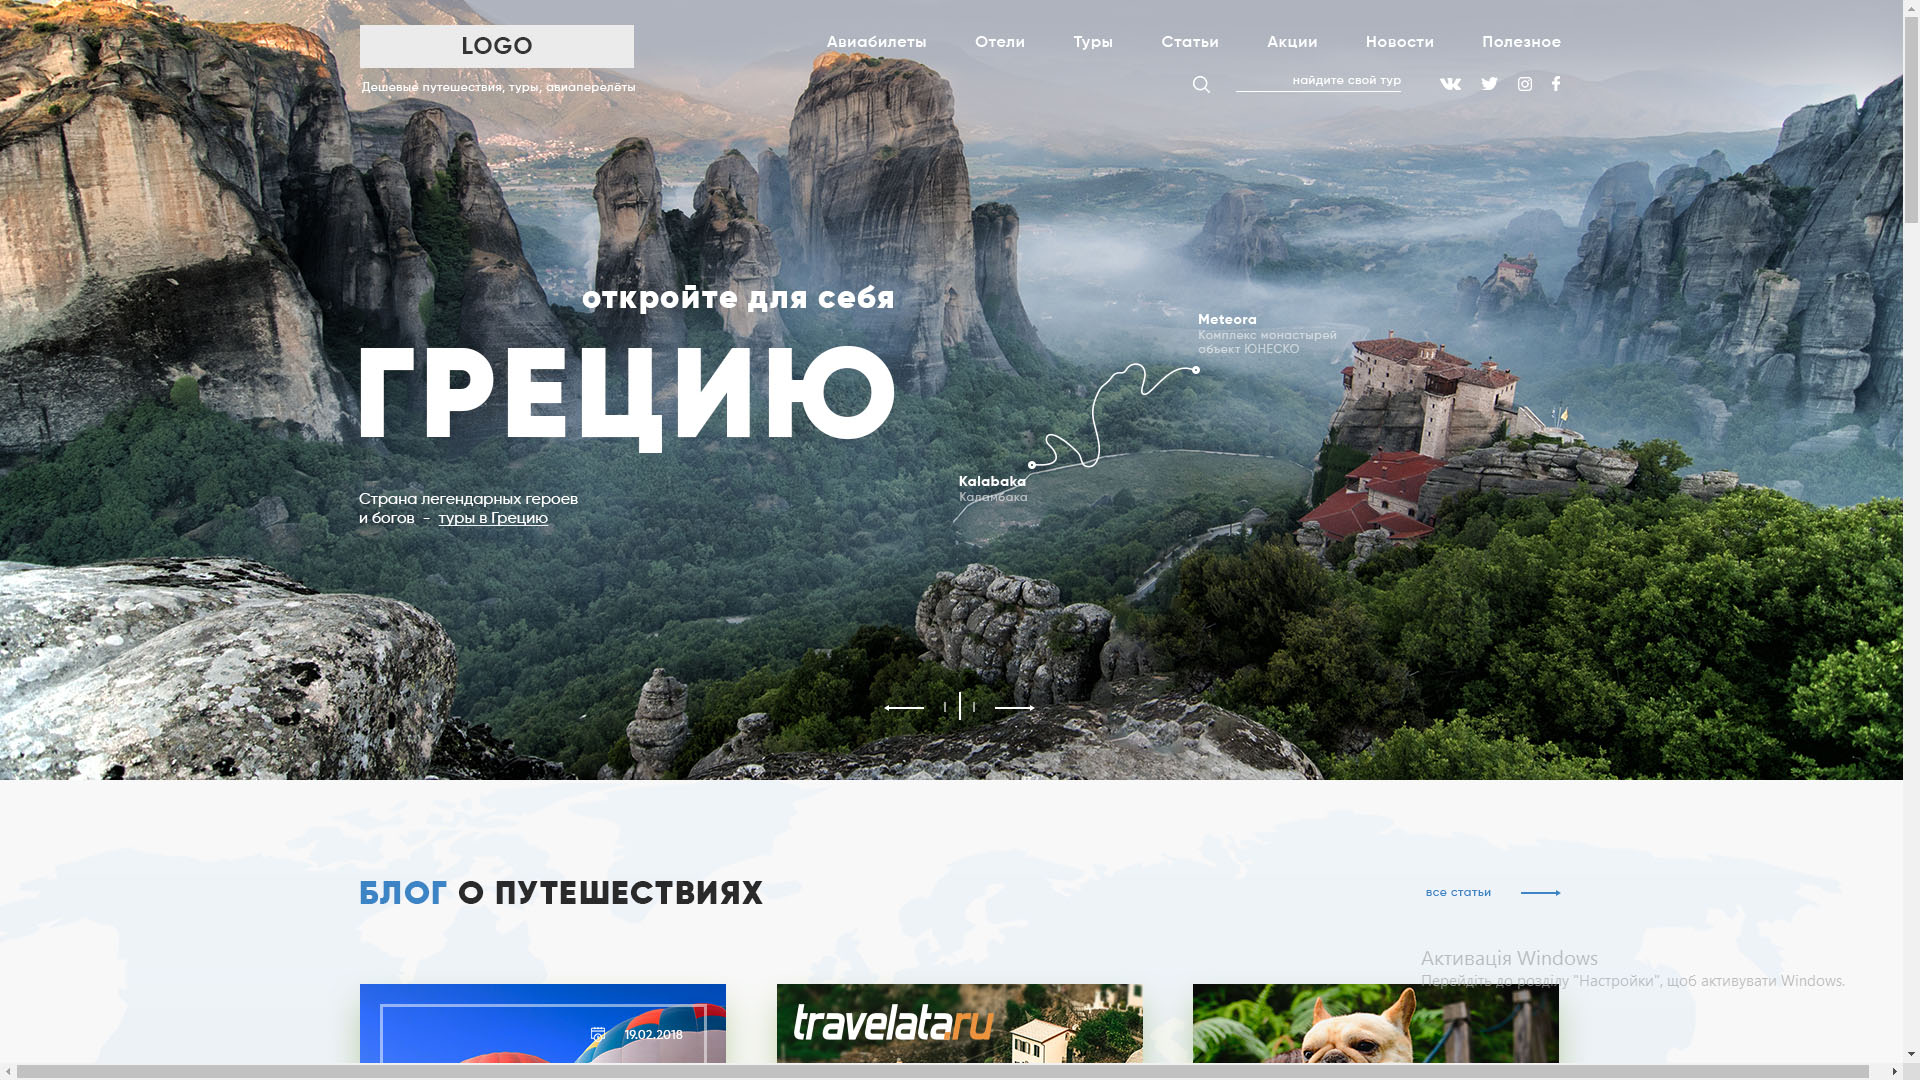 LOGO
Дешевые путешествия, туры, авиаперелёты
Авиабилеты
Отели
Туры
Статьи
Акции
Новости
Полезное
найдите свой тур
откройте для себя
ГРЕЦИЮ
Страна легендарных героев
и богов - туры в Грецию
Meteora
Комплекс монастырей
объект ЮНЕСКО
Kalabaka
Каламбака
БЛОГ О ПУТЕШЕСТВИЯХ
все статьи
Активація Windows
Перейдіть до розділу "Настройки", щоб активувати Windows.
19.02.2018
travelata.ru